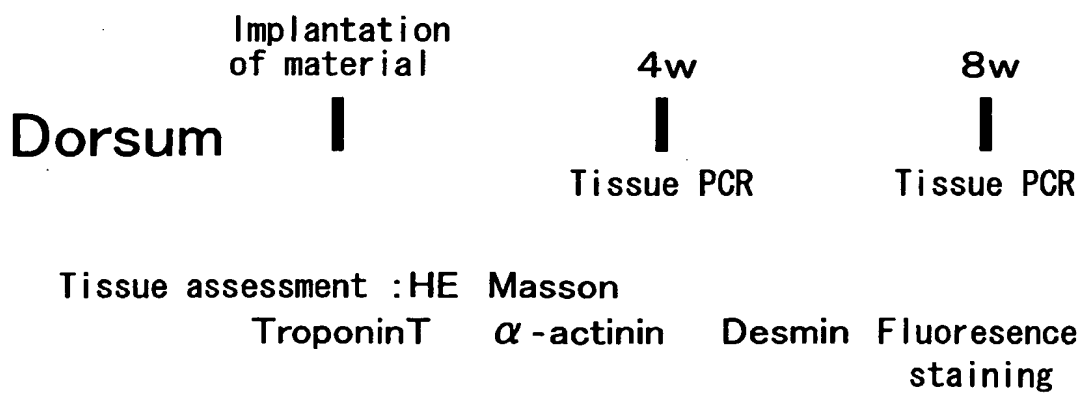 Implantation
of material 4w 8w
Dorsum
Tissue PCR Tissue PCR
Tissue assessment :HE Masson
TroponinT α-actinin Desmin Fluoresence
staining